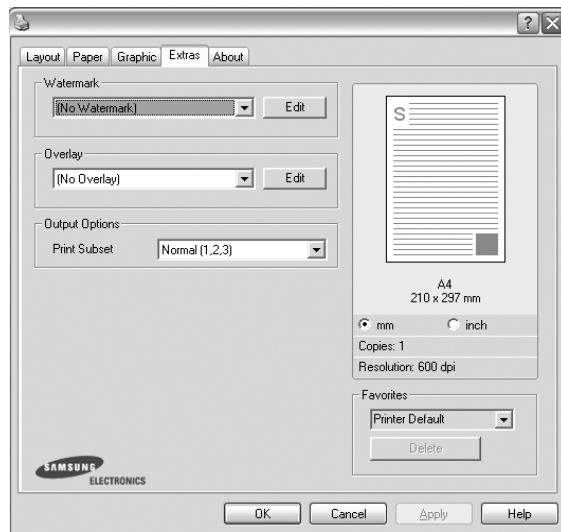 Layout Paper Graphic Extras About
Watermark
(No Watermark) Edit
Overlay
(No Overlay) Edit
Output Options
Print Subset Normal (1,2,3)
S
A4
210 x 297 mm
mm inch
Copies: 1
Resolution: 600 dpi
Favorites
Printer Default
Delete
SAMSUNG
ELECTRONICS
OK Cancel Apply Help